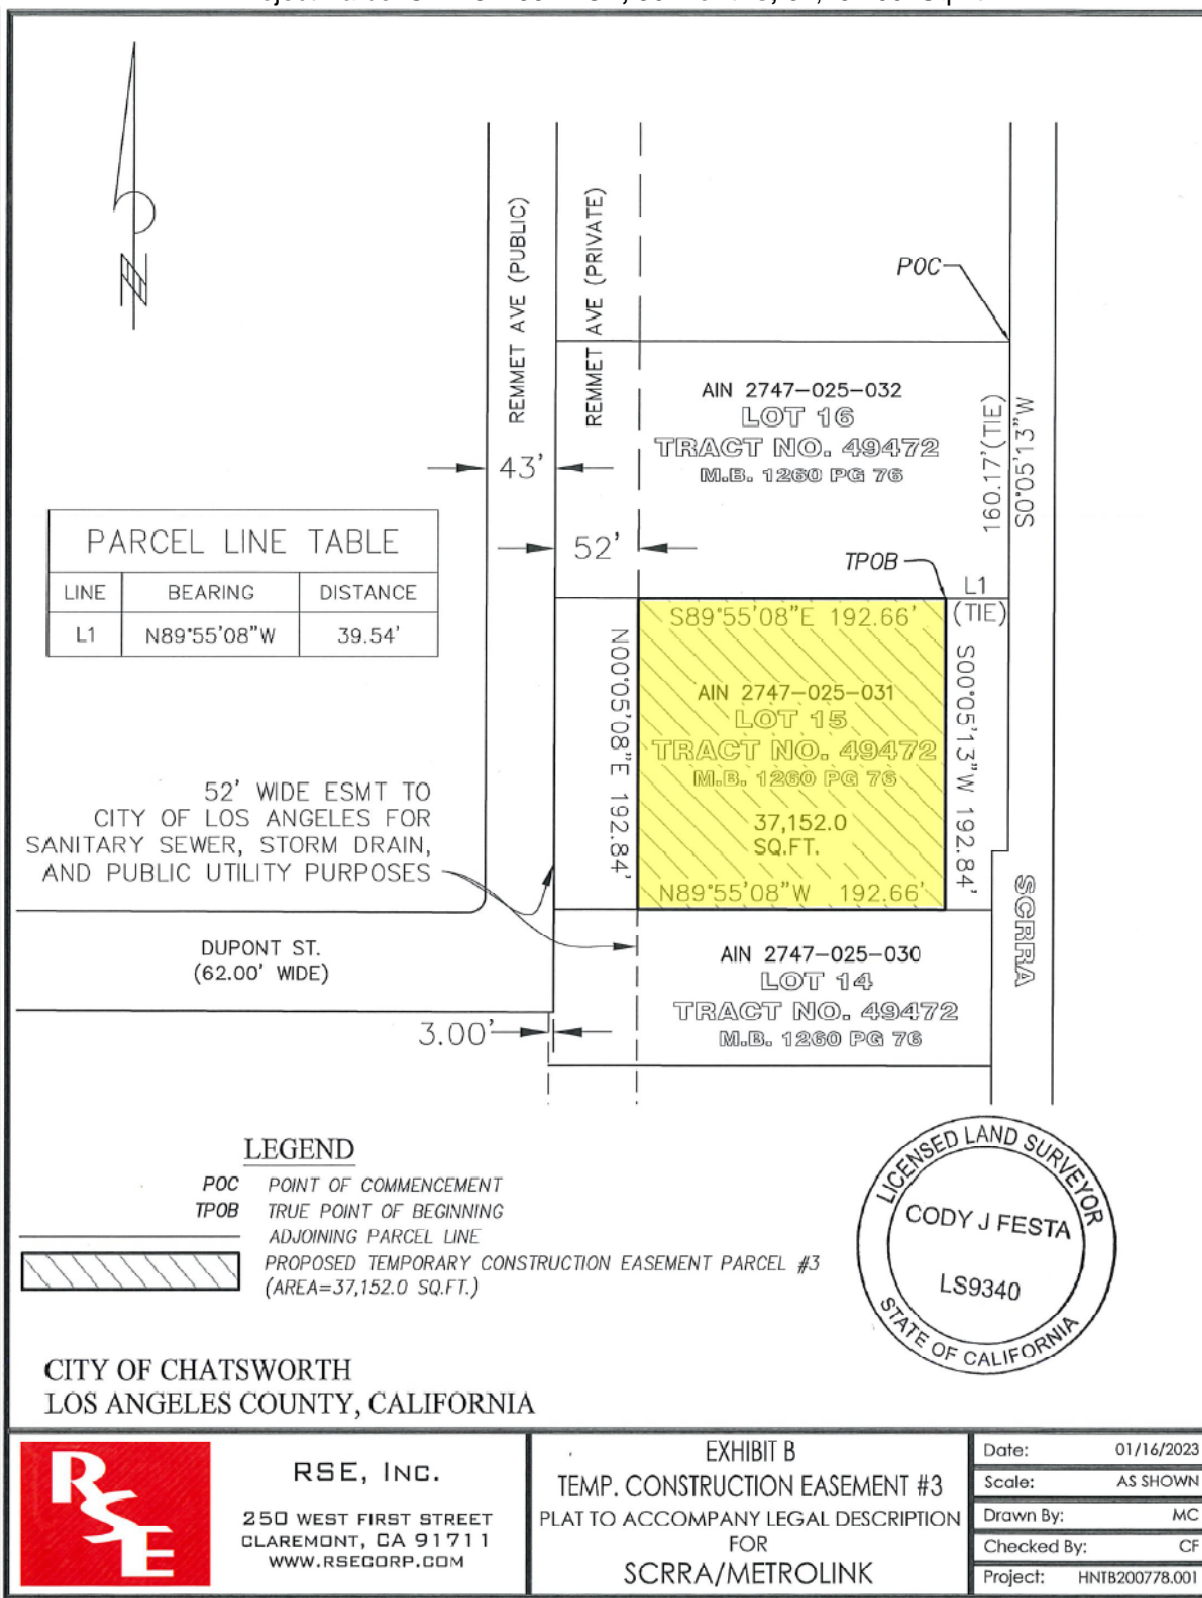 N
REMMET AVE (PUBLIC)
REMMET AVE (PRIVATE)
POC
AIN 2747-025-032
LOT 16
TRACT NO. 49472
M.B. 1260 PG 76
160.17'(TIE)
S0°05'13"W
43'
52'
PARCEL LINE TABLE
LINE BEARING DISTANCE
L1 N89°55'08"W 39.54'
TPOB
L1
(TIE)
S89°55'08"E 192.66'
N00°05'08"E 192.84'
AIN 2747-025-031
LOT 15
TRACT NO. 49472
M.B. 1260 PG 76
37,152.0
SQ.FT.
N89°55'08"W 192.66'
S00°05'13"W 192.84'
52' WIDE ESMT TO
CITY OF LOS ANGELES FOR
SANITARY SEWER, STORM DRAIN,
AND PUBLIC UTILITY PURPOSES
SCRRA
DUPONT ST.
(62.00' WIDE)
AIN 2747-025-030
LOT 14
TRACT NO. 49472
M.B. 1260 PG 76
3.00'
LEGEND
POC POINT OF COMMENCEMENT
TPOB TRUE POINT OF BEGINNING
ADJOINING PARCEL LINE
PROPOSED TEMPORARY CONSTRUCTION EASEMENT PARCEL #3
(AREA=37,152.0 SQ.FT.)
LICENSED LAND SURVEYOR
CODY J FESTA
LS9340
STATE OF CALIFORNIA
CITY OF CHATSWORTH
LOS ANGELES COUNTY, CALIFORNIA
RSE
RSE, INC.
250 WEST FIRST STREET
CLAREMONT, CA 91711
WWW.RSECORP.COM
EXHIBIT B
TEMP. CONSTRUCTION EASEMENT #3
PLAT TO ACCOMPANY LEGAL DESCRIPTION
FOR
SCRRA/METROLINK
Date: 01/16/2023
Scale: AS SHOWN
Drawn By: MC
Checked By: CF
Project: HNTB200778.001